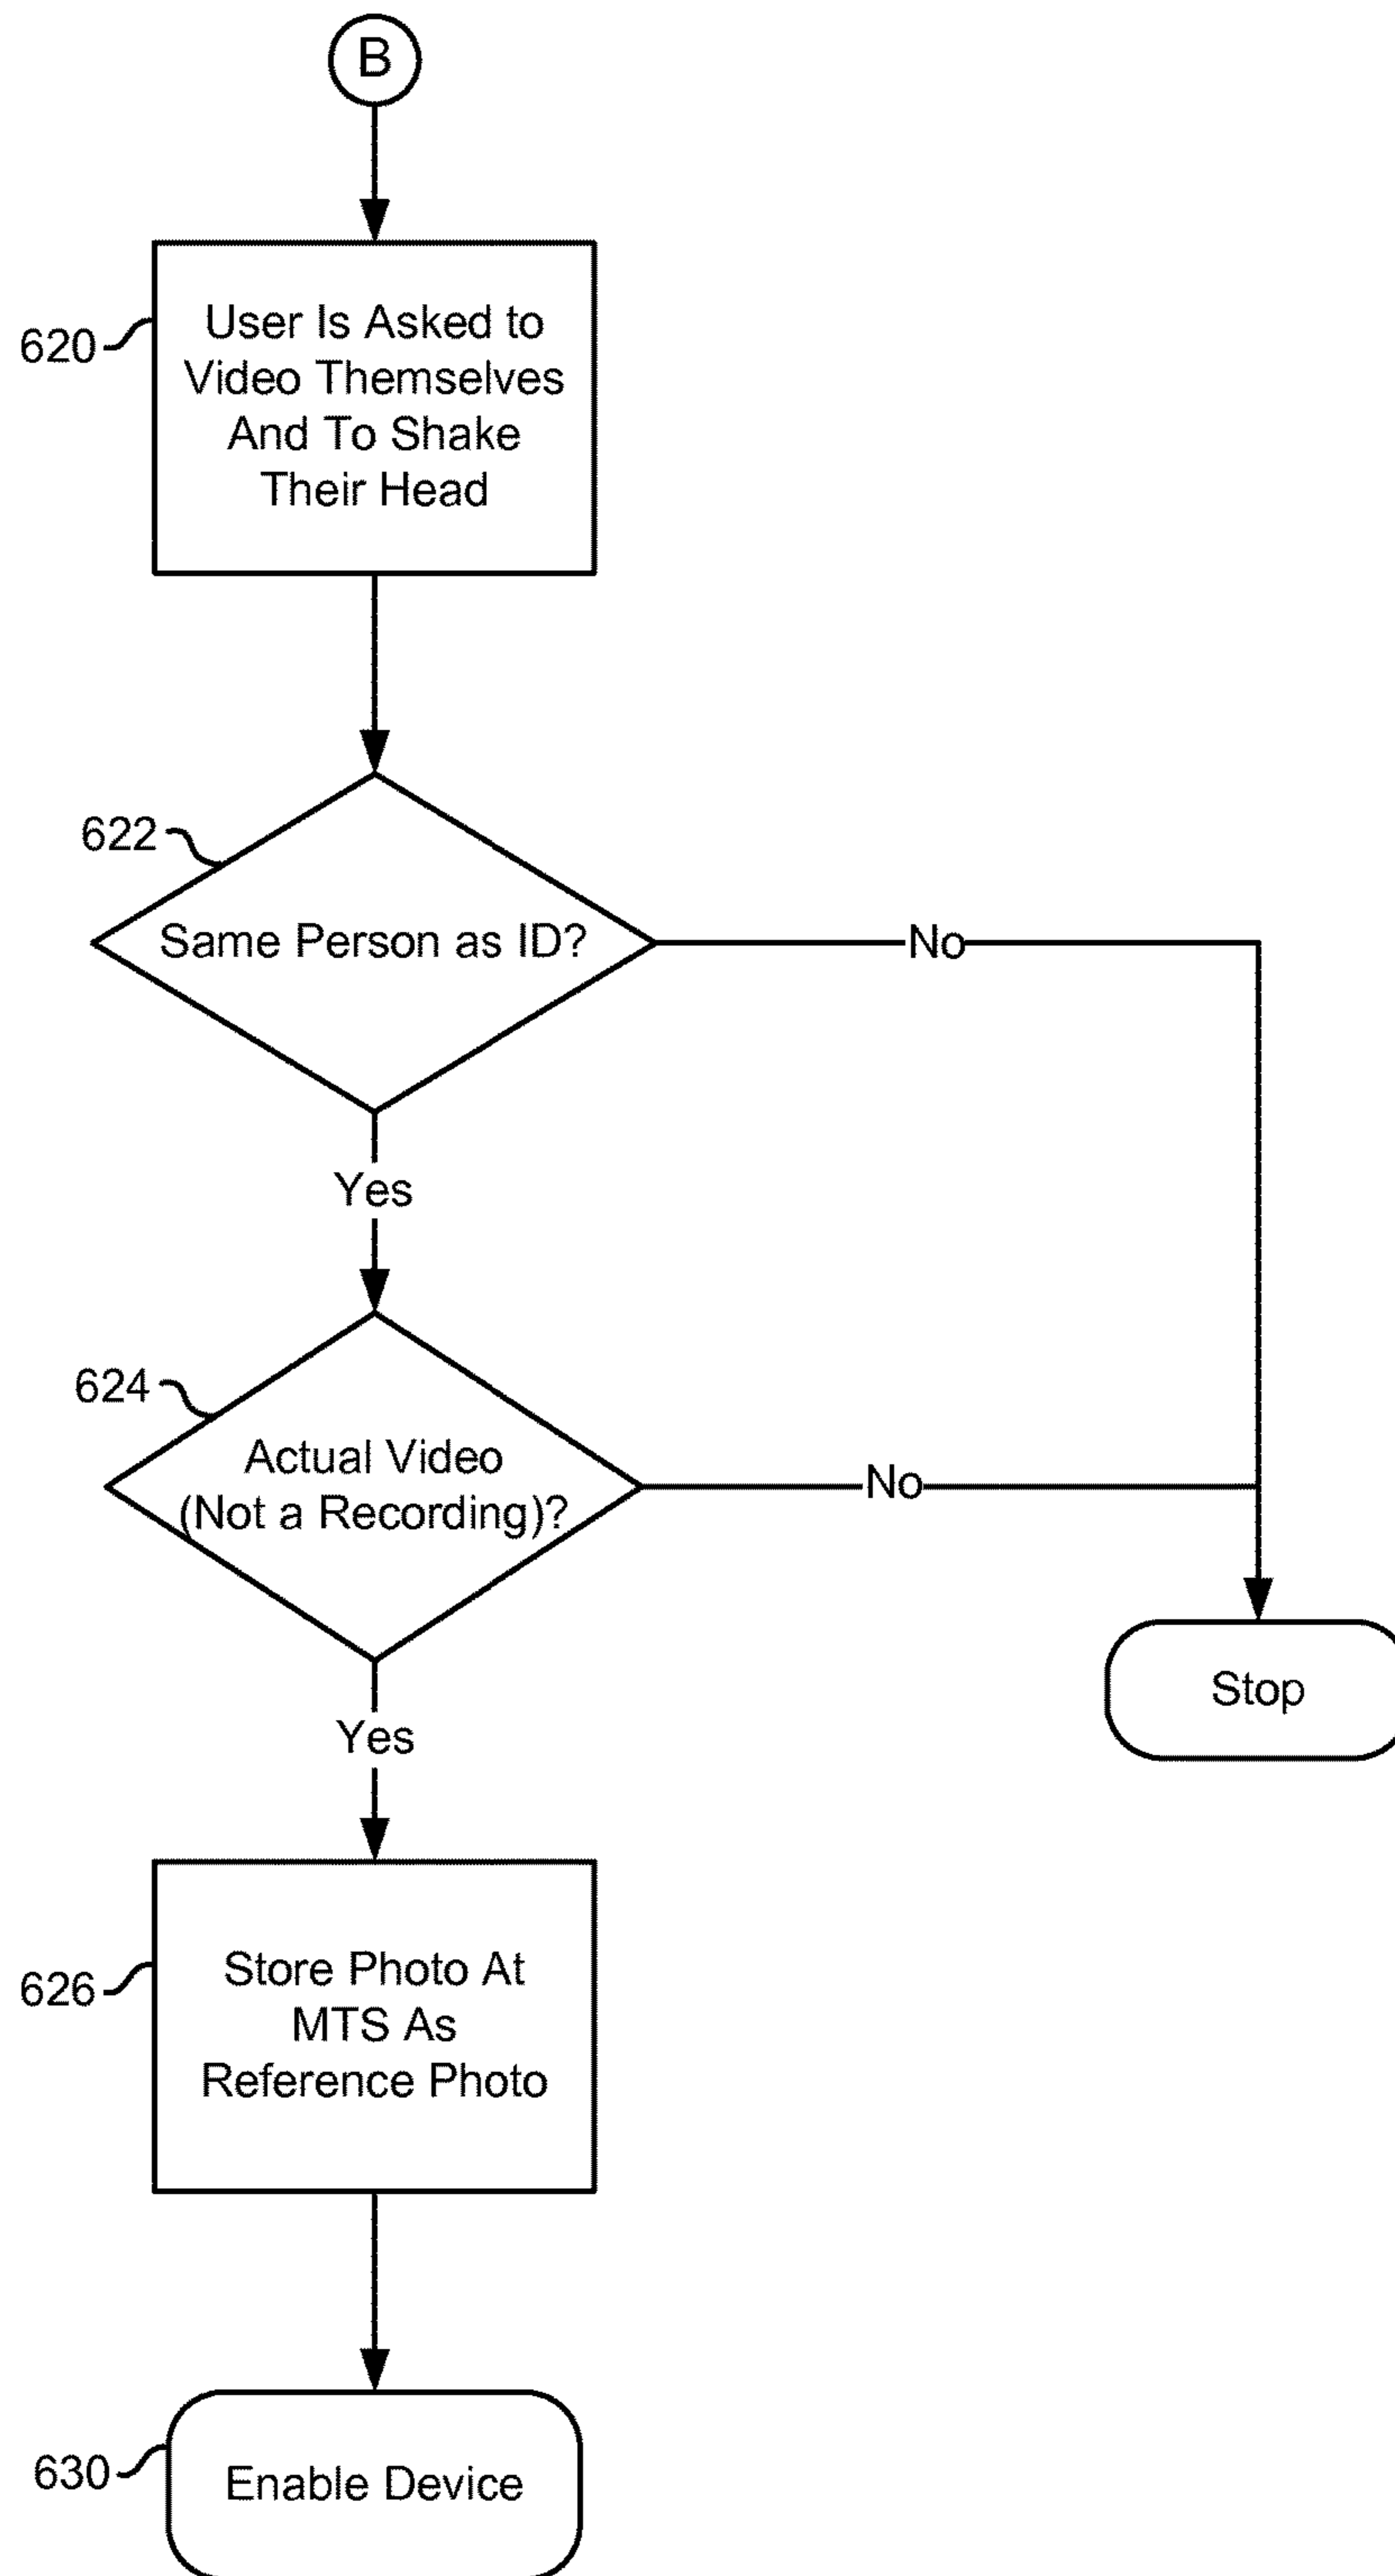 B
620
User Is Asked to
Video Themselves
And To Shake
Their Head
622
Same Person as ID?
No
Yes
624
Actual Video
(Not a Recording)?
No
Stop
Yes
626
Store Photo At
MTS As
Reference Photo
630
Enable Device